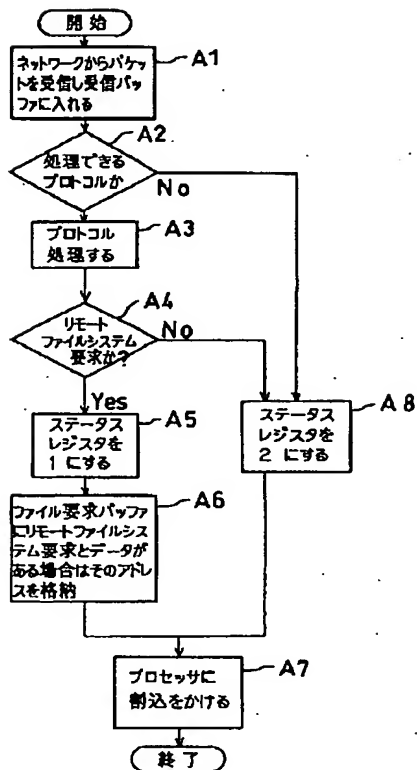 開始
ネットワークからパケッ
トを受信し受信バッ
ファに入れる
A1
A2
処理できる
プロトコルか
No
プロトコル
処理する
A3
A4
リモート
ファイルシステム
要求か?
No
Yes
ステータス
レジスタを
1 にする
A5
ステータス
レジスタを
2 にする
A8
A6
ファイル要求バッファ
にリモートファイルシス
テム要求とデータが
ある場合はそのアドレ
スを格納
プロセッサに
割込をかける
A7
終了